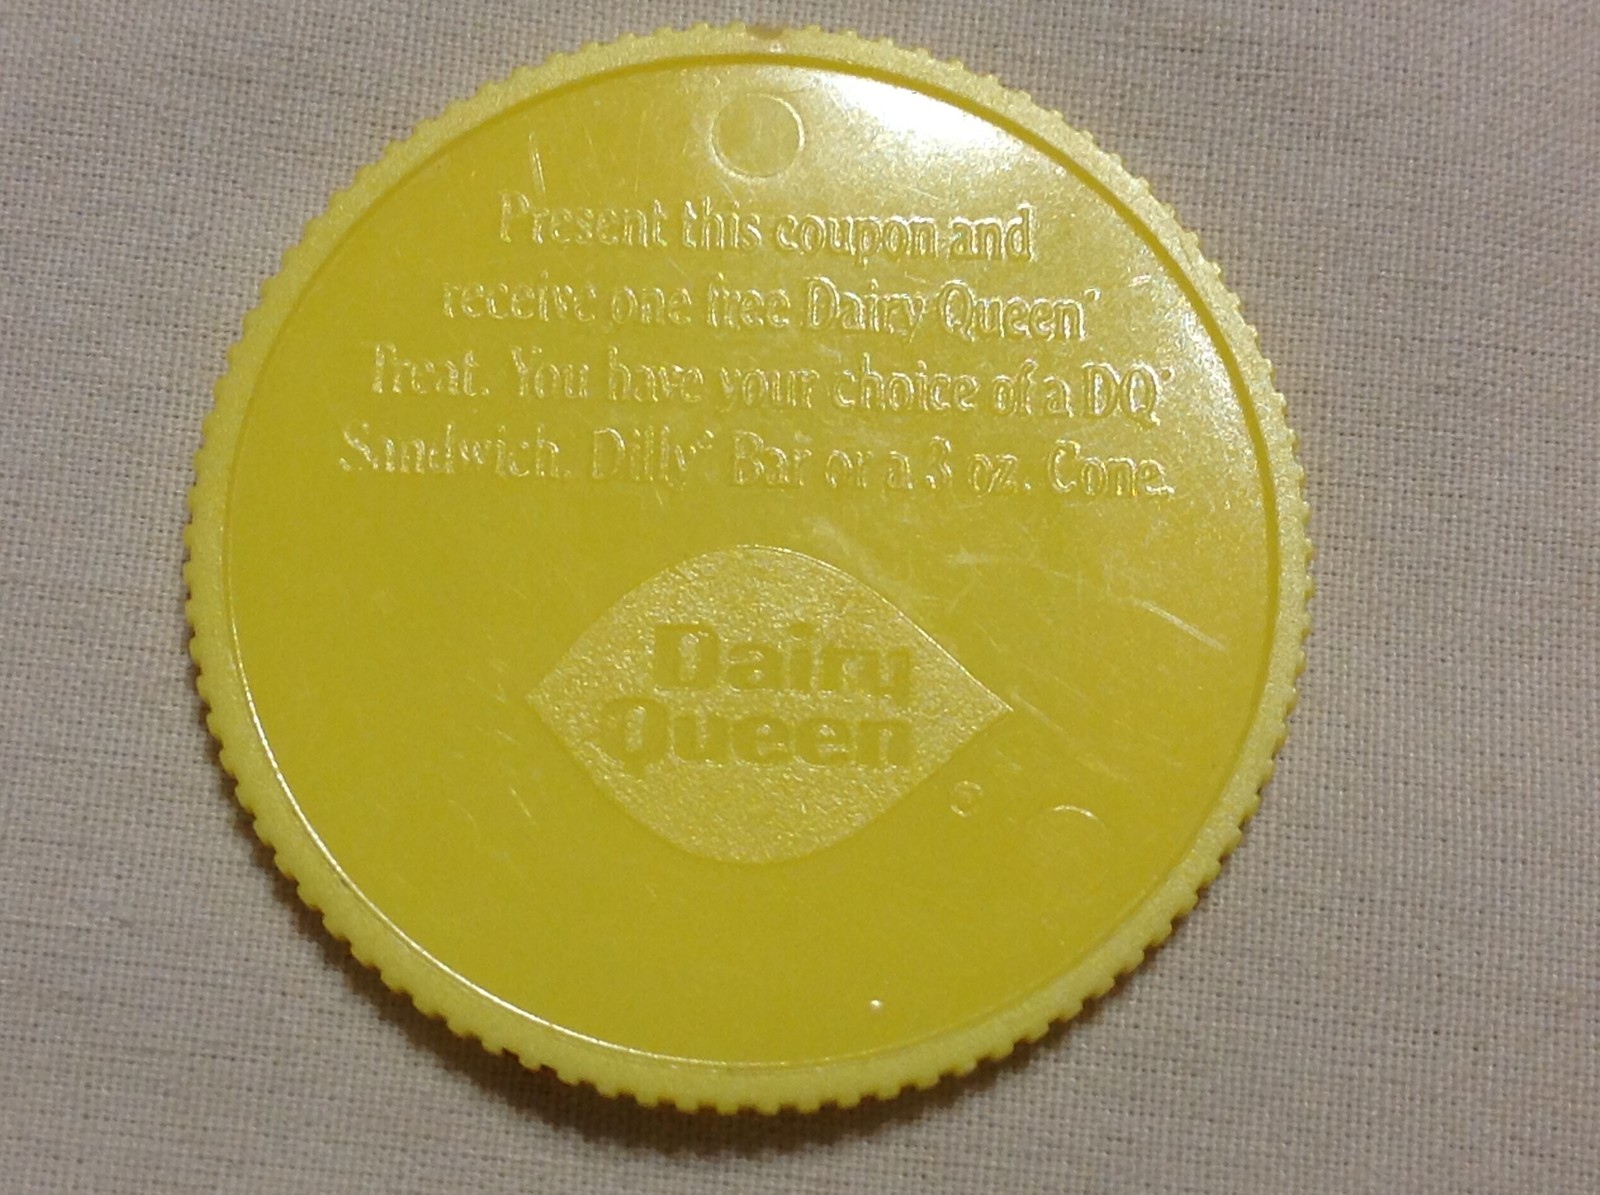 Present this coupon and
receive one free Dairy Queen®
Treat. You have your choice of a DQ®
Sandwich, Dilly® Bar or a 3 oz. Cone.
Dairy
Queen
®